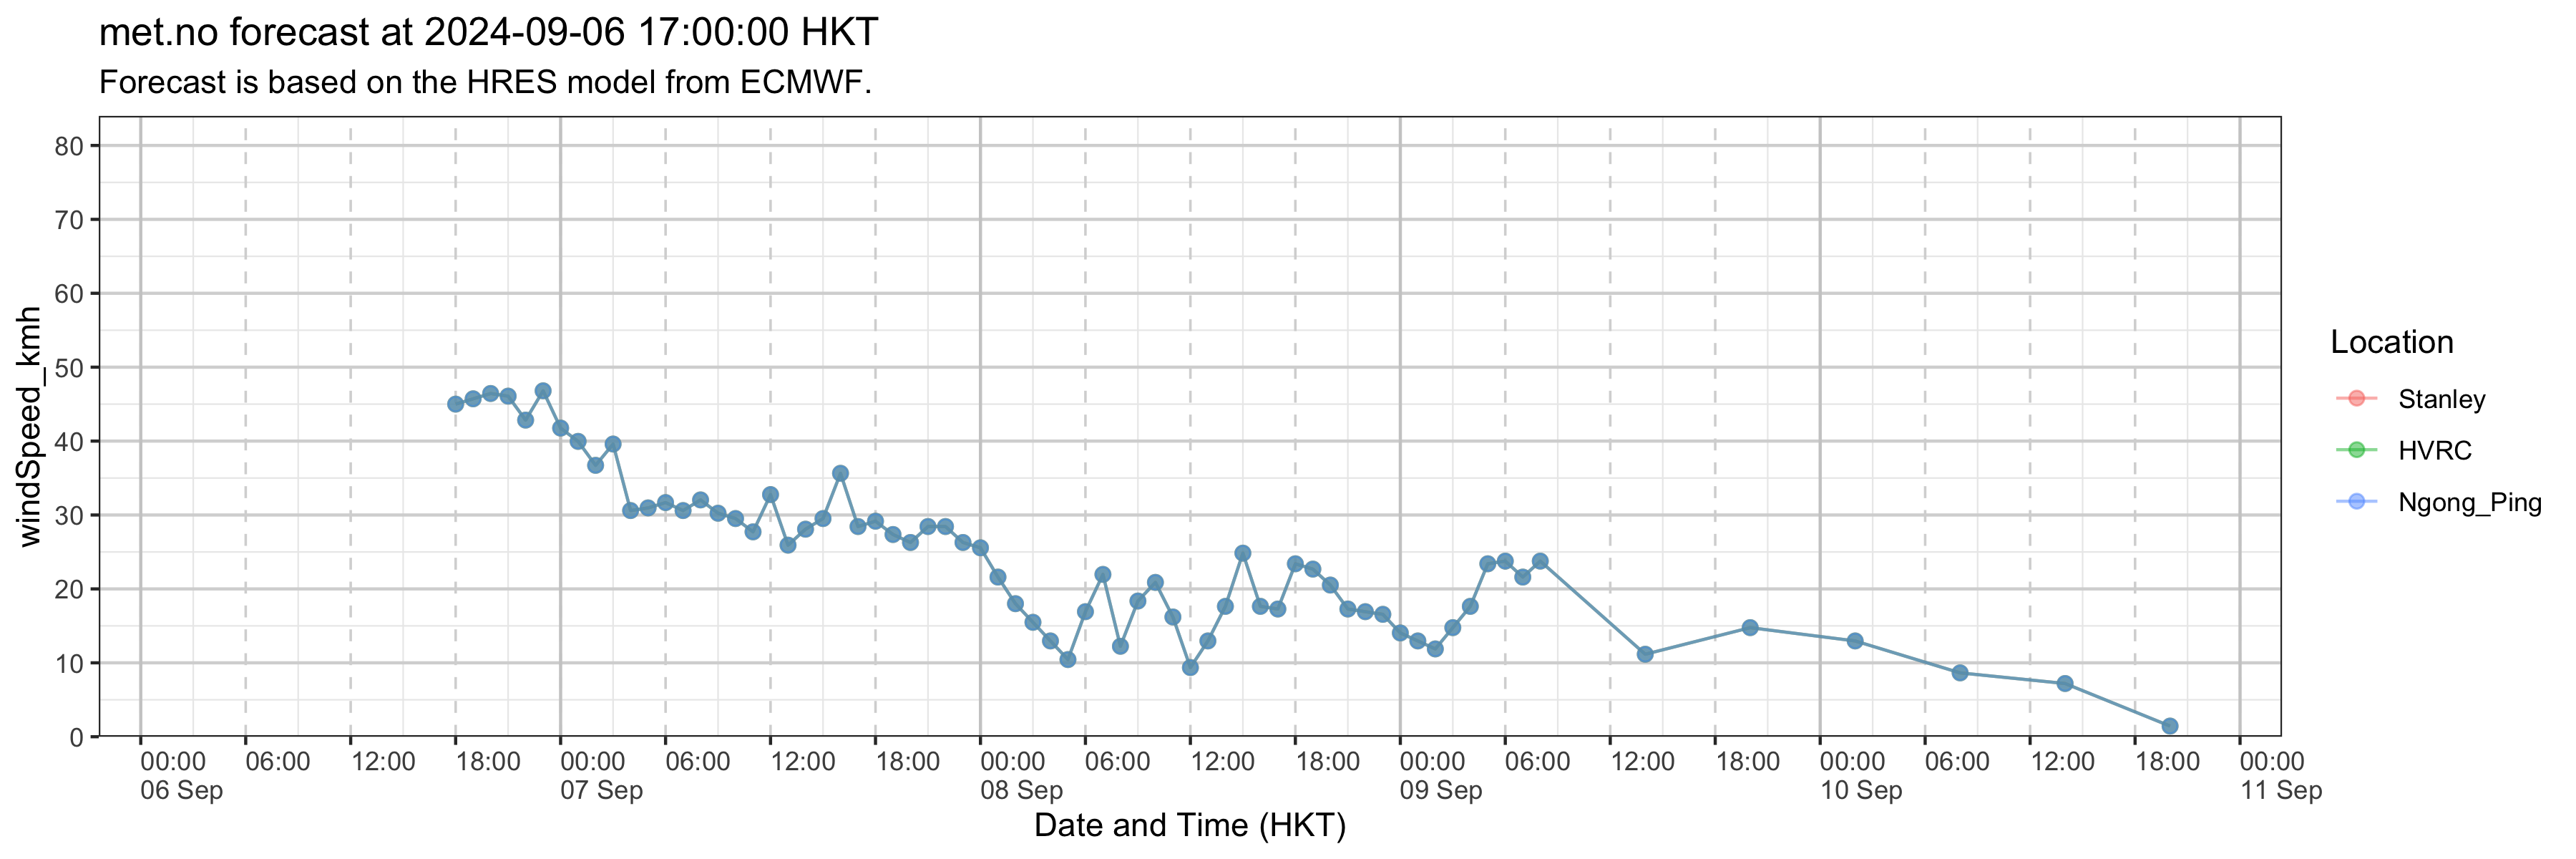 met.no forecast at 2024-09-06 17:00:00 HKT
Forecast is based on the HRES model from ECMWF.
windSpeed_kmh
80
70
60
50
40
30
20
10
0
00:00 06:00 12:00 18:00 00:00 06:00 12:00 18:00 00:00 06:00 12:00 18:00 00:00 06:00 12:00 18:00 00:00 06:00 12:00 18:00 00:00
06 Sep 07 Sep 08 Sep 09 Sep 10 Sep 11 Sep
Date and Time (HKT)
Location
Stanley
HVRC
Ngong_Ping